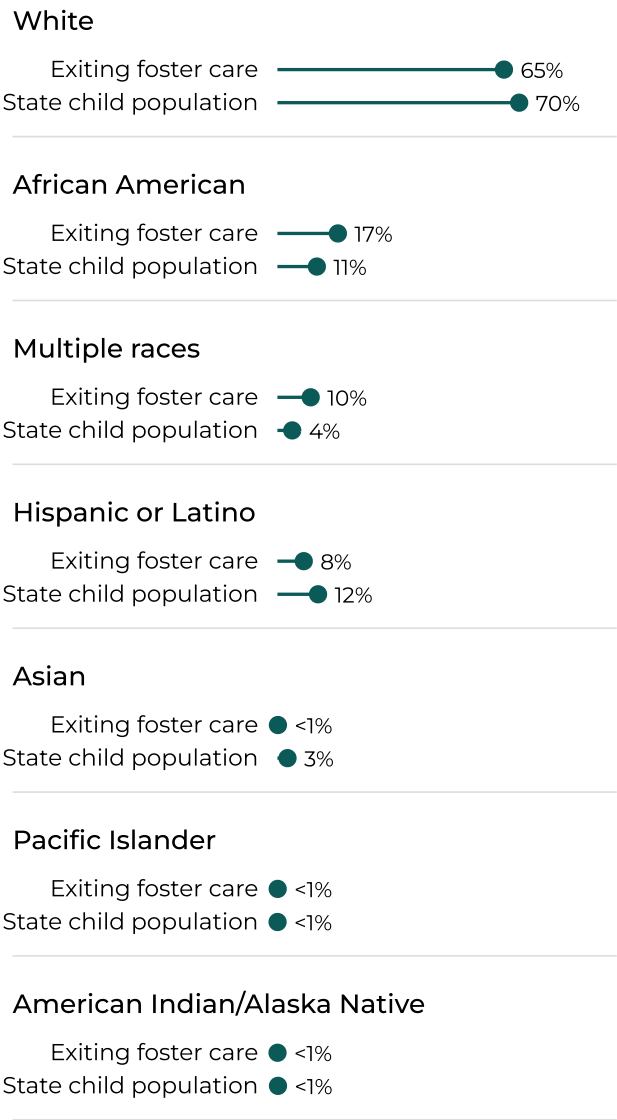 White
Exiting foster care 65%
State child population 70%
African American
Exiting foster care 17%
State child population 11%
Multiple races
Exiting foster care 10%
State child population 4%
Hispanic or Latino
Exiting foster care 8%
State child population 12%
Asian
Exiting foster care <1%
State child population 3%
Pacific Islander
Exiting foster care <1%
State child population <1%
American Indian/Alaska Native
Exiting foster care <1%
State child population <1%